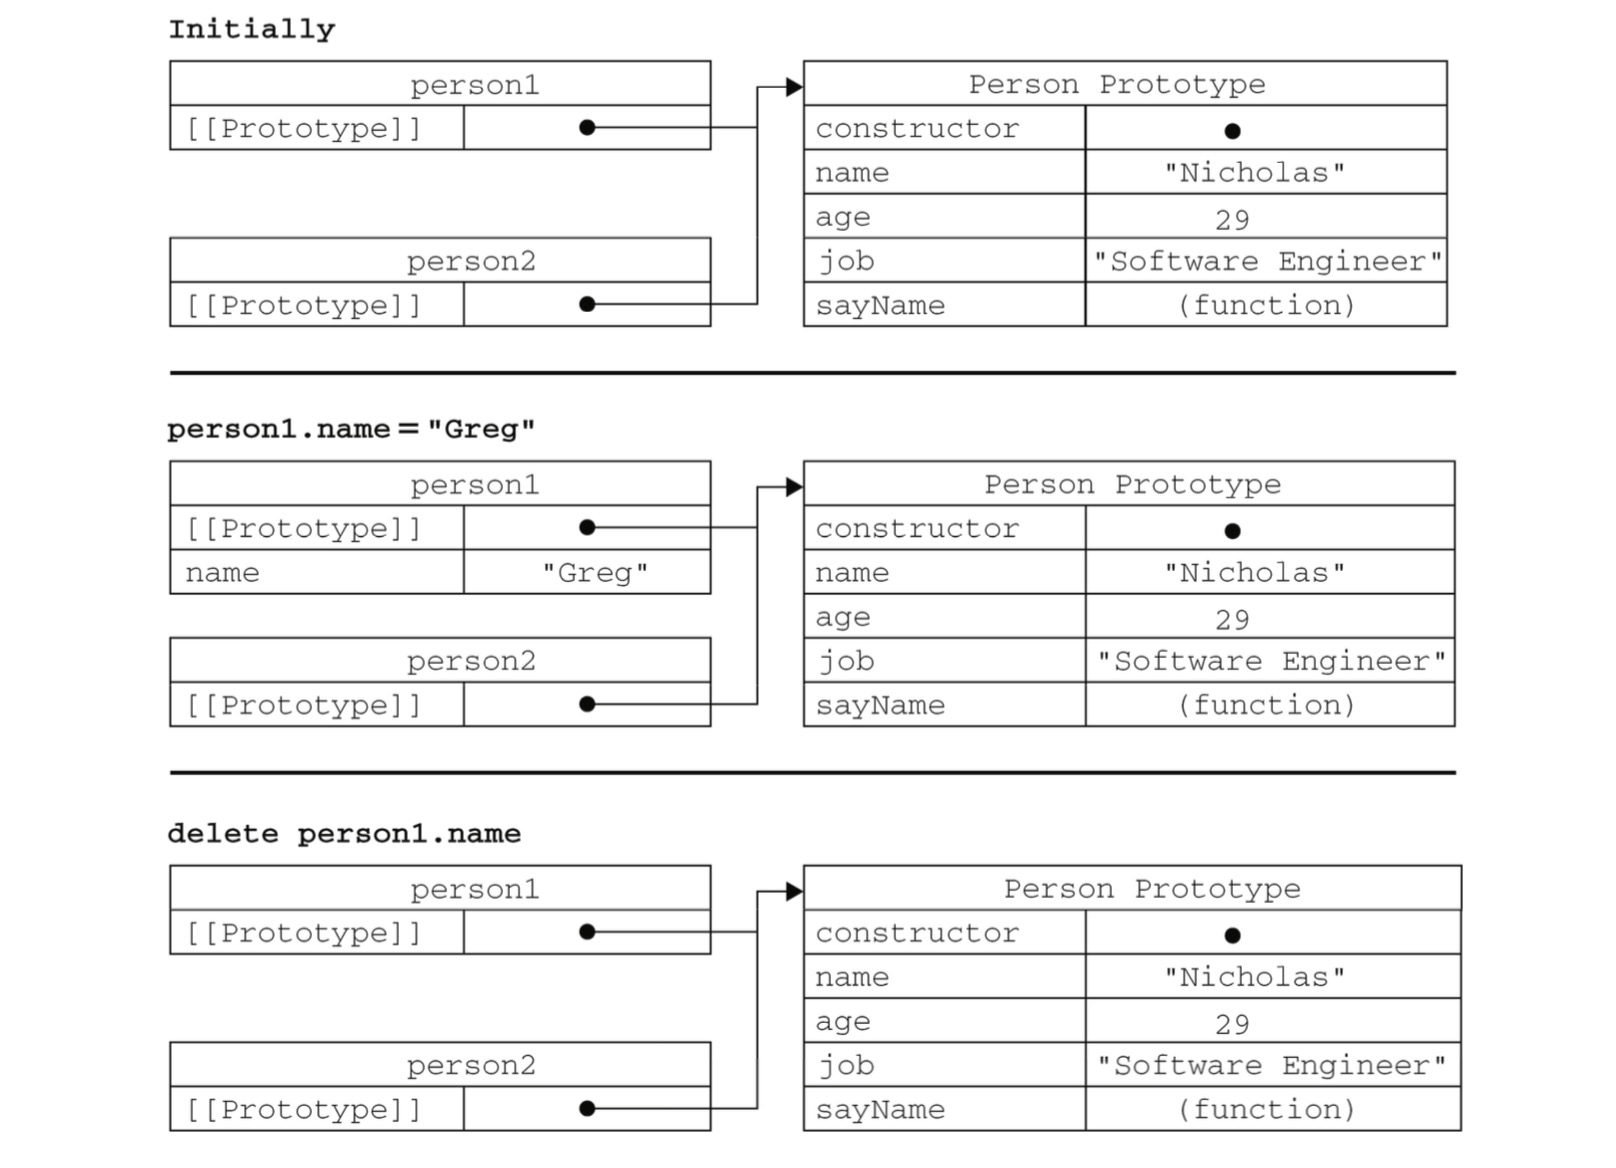 Initially
person1
[[Prototype]]
person2
[[Prototype]]
Person Prototype
constructor
name "Nicholas"
age 29
job "Software Engineer"
sayName (function)
person1.name = "Greg"
person1
[[Prototype]]
name "Greg"
person2
[[Prototype]]
Person Prototype
constructor
name "Nicholas"
age 29
job "Software Engineer"
sayName (function)
delete person1.name
person1
[[Prototype]]
person2
[[Prototype]]
Person Prototype
constructor
name "Nicholas"
age 29
job "Software Engineer"
sayName (function)